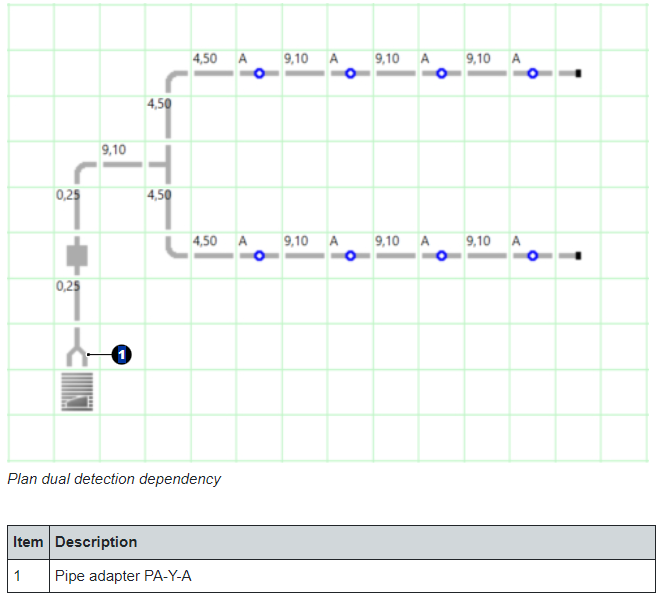 4,50 A 9,10 A 9,10 A 9,10 A
4,50
9,10
0,25 4,50
4,50 A 9,10 A 9,10 A 9,10 A
0,25
1
Plan dual detection dependency
Item Description
1 Pipe adapter PA-Y-A